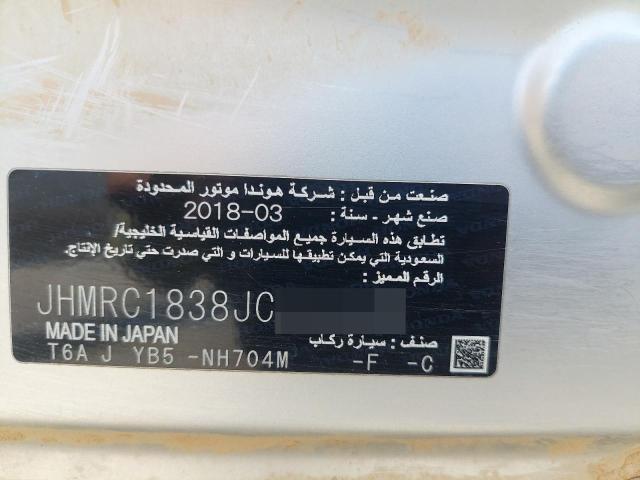 صنعت من قبل : شركة هوندا موتور المحدودة
صنع شهر - سنة : 2018-03
تطابق هذه السيارة جميع المواصفات القياسية الخليجية/
السعودية التي يمكن تطبيقها للسيارات و التي صدرت حتي تاريخ الإنتاج.
الرقم المميز :
JHMRC1838JC
MADE IN JAPAN صنف : سيارة ركاب
T6A J YB5 -NH704M -F -C